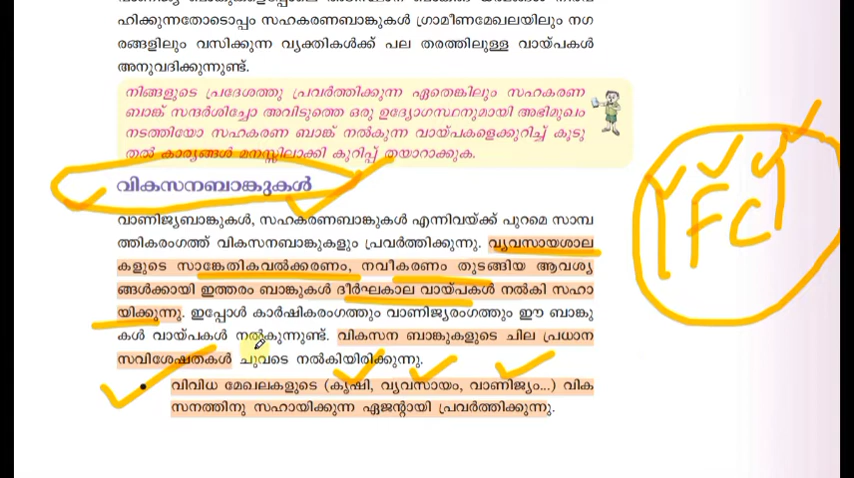 ഹിക്കുന്നതോടൊപ്പം സഹകരണബാങ്കുകൾ ഗ്രാമീണമേഖലയിലും നഗ
രങ്ങളിലും വസിക്കുന്ന വ്യക്തികൾക്ക് പല തരത്തിലുള്ള വായ്പകൾ
അനുവദിക്കുന്നുണ്ട്.
നിങ്ങളുടെ പ്രദേശത്തു പ്രവർത്തിക്കുന്ന ഏതെങ്കിലും സഹകരണ
ബാങ്ക് സന്ദർശിച്ചോ അവിടുത്തെ ഒരു ഉദ്യോഗസ്ഥനുമായി അഭിമുഖം
നടത്തിയോ സഹകരണ ബാങ്ക് നൽകുന്ന വായ്പകളെക്കുറിച്ച് കൂടു
തൽ കാര്യങ്ങൾ മനസ്സിലാക്കി കുറിപ്പ് തയാറാക്കുക.
വികസനബാങ്കുകൾ
വാണിജ്യബാങ്കുകൾ, സഹകരണബാങ്കുകൾ എന്നിവയ്ക്ക് പുറമെ സാമ്പ
ത്തികരംഗത്ത് വികസനബാങ്കുകളും പ്രവർത്തിക്കുന്നു. വ്യവസായശാല
കളുടെ സാങ്കേതികവൽക്കരണം, നവീകരണം തുടങ്ങിയ ആവശ്യ
ങ്ങൾക്കായി ഇത്തരം ബാങ്കുകൾ ദീർഘകാല വായ്പകൾ നൽകി സഹാ
യിക്കുന്നു. ഇപ്പോൾ കാർഷികരംഗത്തും വാണിജ്യരംഗത്തും ഈ ബാങ്കു
കൾ വായ്പകൾ നൽകുന്നുണ്ട്. വികസന ബാങ്കുകളുടെ ചില പ്രധാന
സവിശേഷതകൾ ചുവടെ നൽകിയിരിക്കുന്നു.
• വിവിധ മേഖലകളുടെ (കൃഷി, വ്യവസായം, വാണിജ്യം...) വിക
സനത്തിനു സഹായിക്കുന്ന ഏജന്റായി പ്രവർത്തിക്കുന്നു.
IFCI